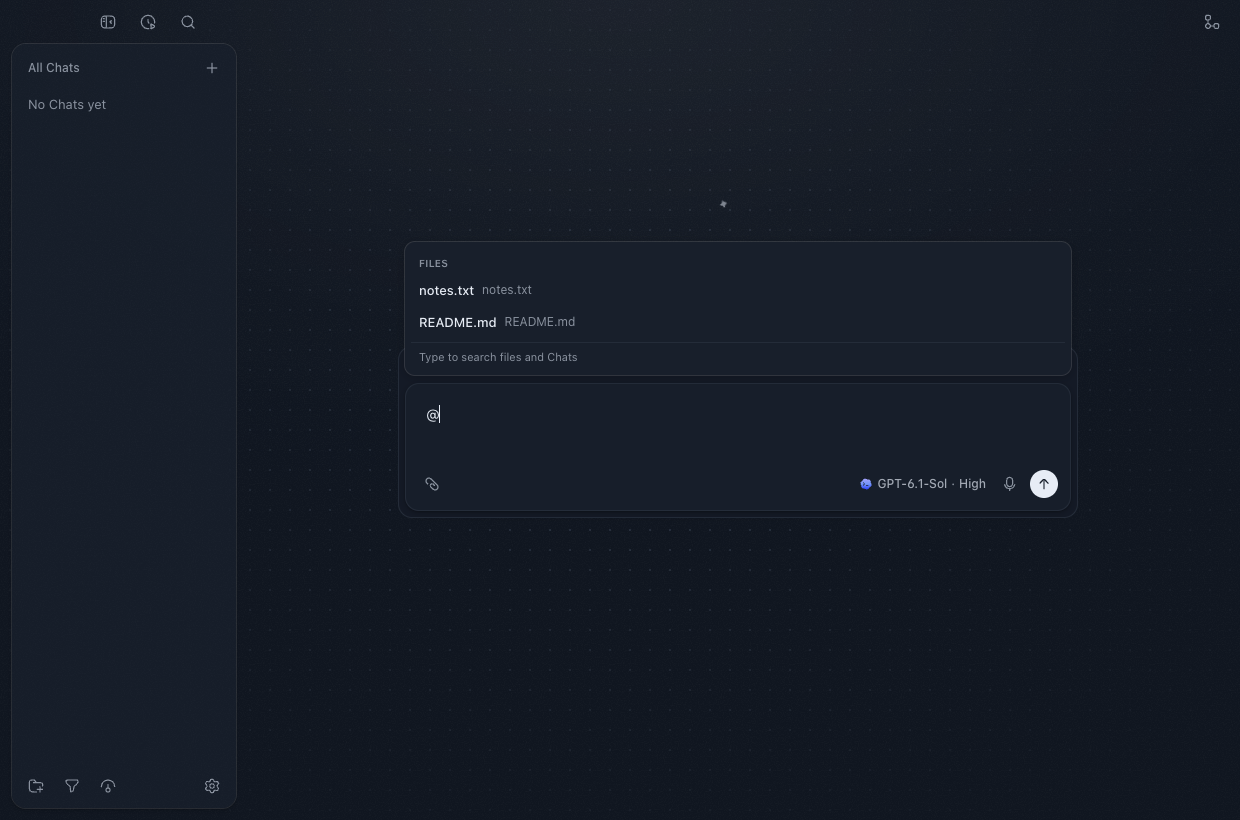 All Chats
No Chats yet
FILES
notes.txt notes.txt
README.md README.md
Type to search files and Chats
@
GPT-6.1-Sol · High